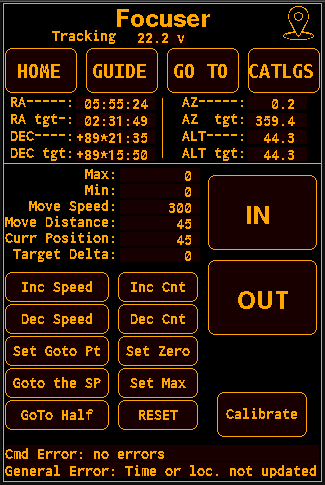 Focuser
Tracking 22.2 v
HOME GUIDE GO TO CATLGS
RA-----: 05:55:24 AZ-----: 0.2
RA tgt-: 02:31:49 AZ tgt: 359.4
DEC----: +89*21:35 ALT----: 44.3
DEC tgt: +89*15:50 ALT tgt: 44.3
Max: 0
Min: 0
Move Speed: 300
Move Distance: 45
Curr Position: 45
Target Delta: 0
IN
OUT
Inc Speed Inc Cnt
Dec Speed Dec Cnt
Set Goto Pt Set Zero
Goto the SP Set Max
GoTo Half RESET
Calibrate
Cmd Error: no errors
General Error: Time or loc. not updated